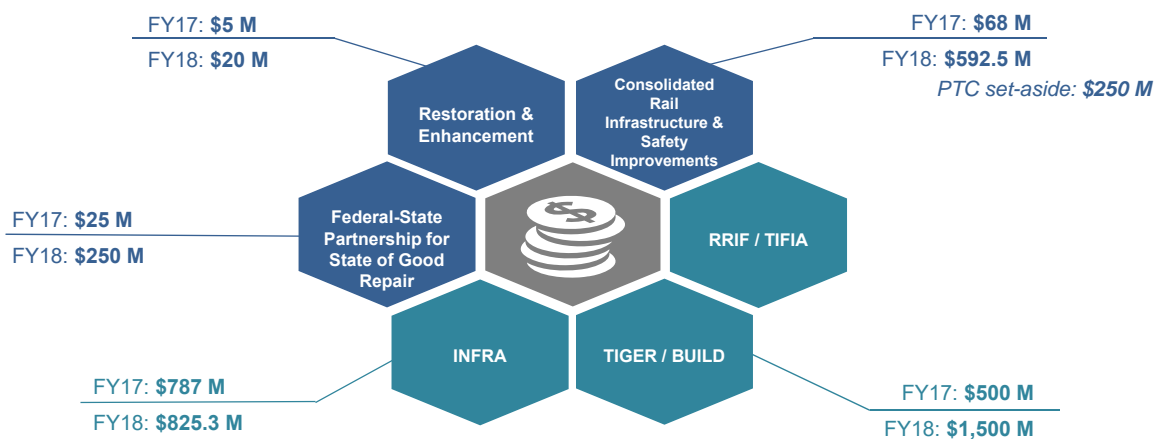 FY17: $5 M
FY18: $20 M
FY17: $68 M
FY18: $592.5 M
PTC set-aside: $250 M
Restoration &
Enhancement
Consolidated
Rail
Infrastructure &
Safety
Improvements
FY17: $25 M
FY18: $250 M
Federal-State
Partnership for
State of Good
Repair
$
RRIF / TIFIA
INFRA
TIGER / BUILD
FY17: $787 M
FY18: $825.3 M
FY17: $500 M
FY18: $1,500 M